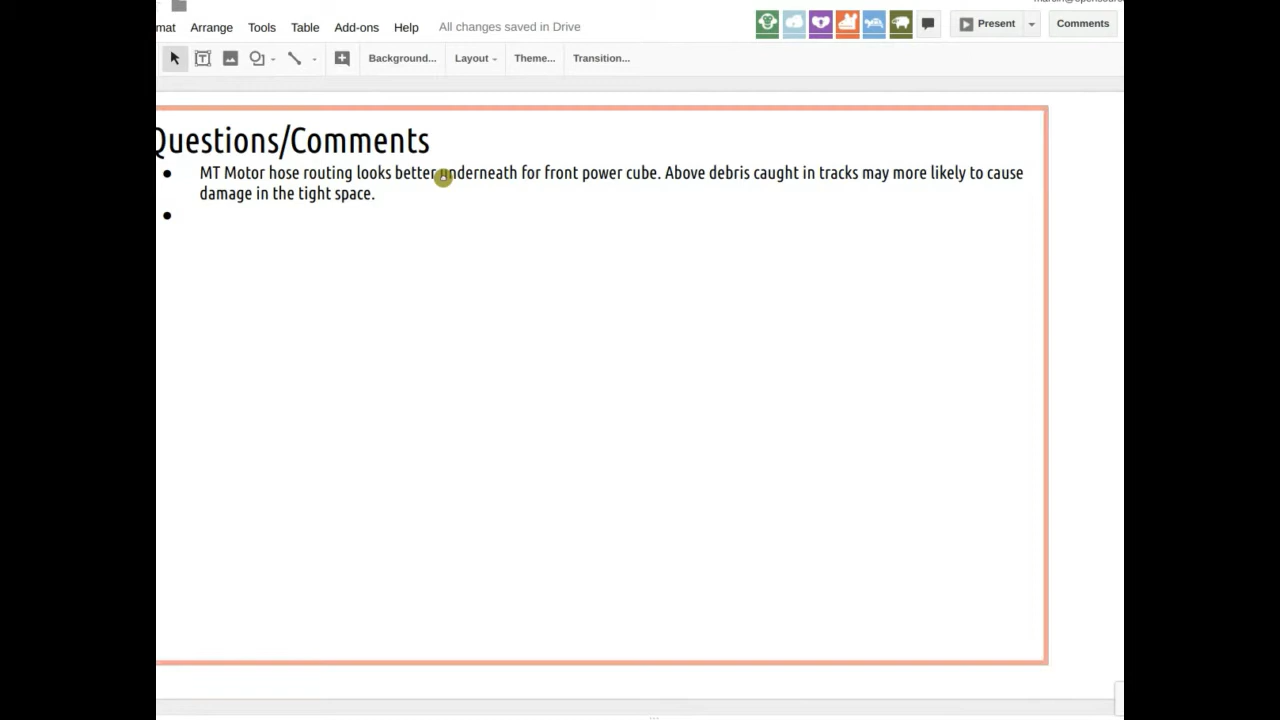 mat Arrange Tools Table Add-ons Help All changes saved in Drive Present Comments
Background... Layout Theme... Transition...
Questions/Comments
MT Motor hose routing looks better underneath for front power cube. Above debris caught in tracks may more likely to cause
damage in the tight space.